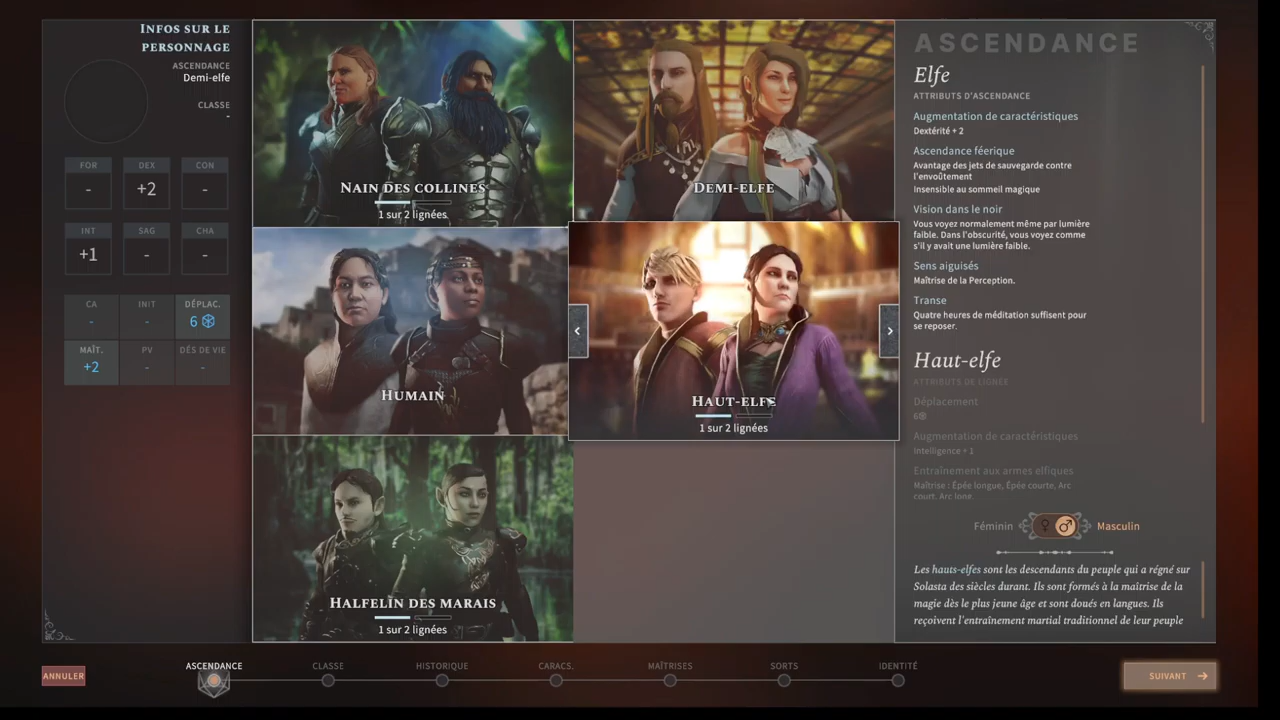 INFOS SUR LE
PERSONNAGE
ASCENDANCE
Demi-elfe
CLASSE
-
FOR
DEX
CON
-
+2
-
INT
SAG
CHA
+1
-
-
CA
INIT
DÉPLAC.
-
-
6
MAÎT.
PV
DÉS DE VIE
+2
-
-
NAIN DES COLLINES
1 sur 2 lignées
DEMI-ELFE
HUMAIN
HAUT-ELFE
1 sur 2 lignées
HALFELIN DES MARAIS
1 sur 2 lignées
ASCENDANCE
Elfe
ATTRIBUTS D'ASCENDANCE
Augmentation de caractéristiques
Dextérité + 2
Ascendance féerique
Avantage des jets de sauvegarde contre
l'envoûtement
Insensible au sommeil magique
Vision dans le noir
Vous voyez normalement même par lumière
faible. Dans l'obscurité, vous voyez comme
s'il y avait une lumière faible.
Sens aiguisés
Maîtrise de la Perception.
Transe
Quatre heures de méditation suffisent pour
se reposer.
Haut-elfe
ATTRIBUTS DE LIGNÉE
Déplacement
6
Augmentation de caractéristiques
Intelligence + 1
Entraînement aux armes elfiques
Maîtrise : Épée longue, Épée courte, Arc
court, Arc long.
Féminin
Masculin
Les hauts-elfes sont les descendants du peuple qui a régné sur
Solasta des siècles durant. Ils sont formés à la maîtrise de la
magie dès le plus jeune âge et sont doués en langues. Ils
reçoivent l'entraînement martial traditionnel de leur peuple
ANNULER
ASCENDANCE
CLASSE
HISTORIQUE
CARACS.
MAÎTRISES
SORTS
IDENTITÉ
SUIVANT